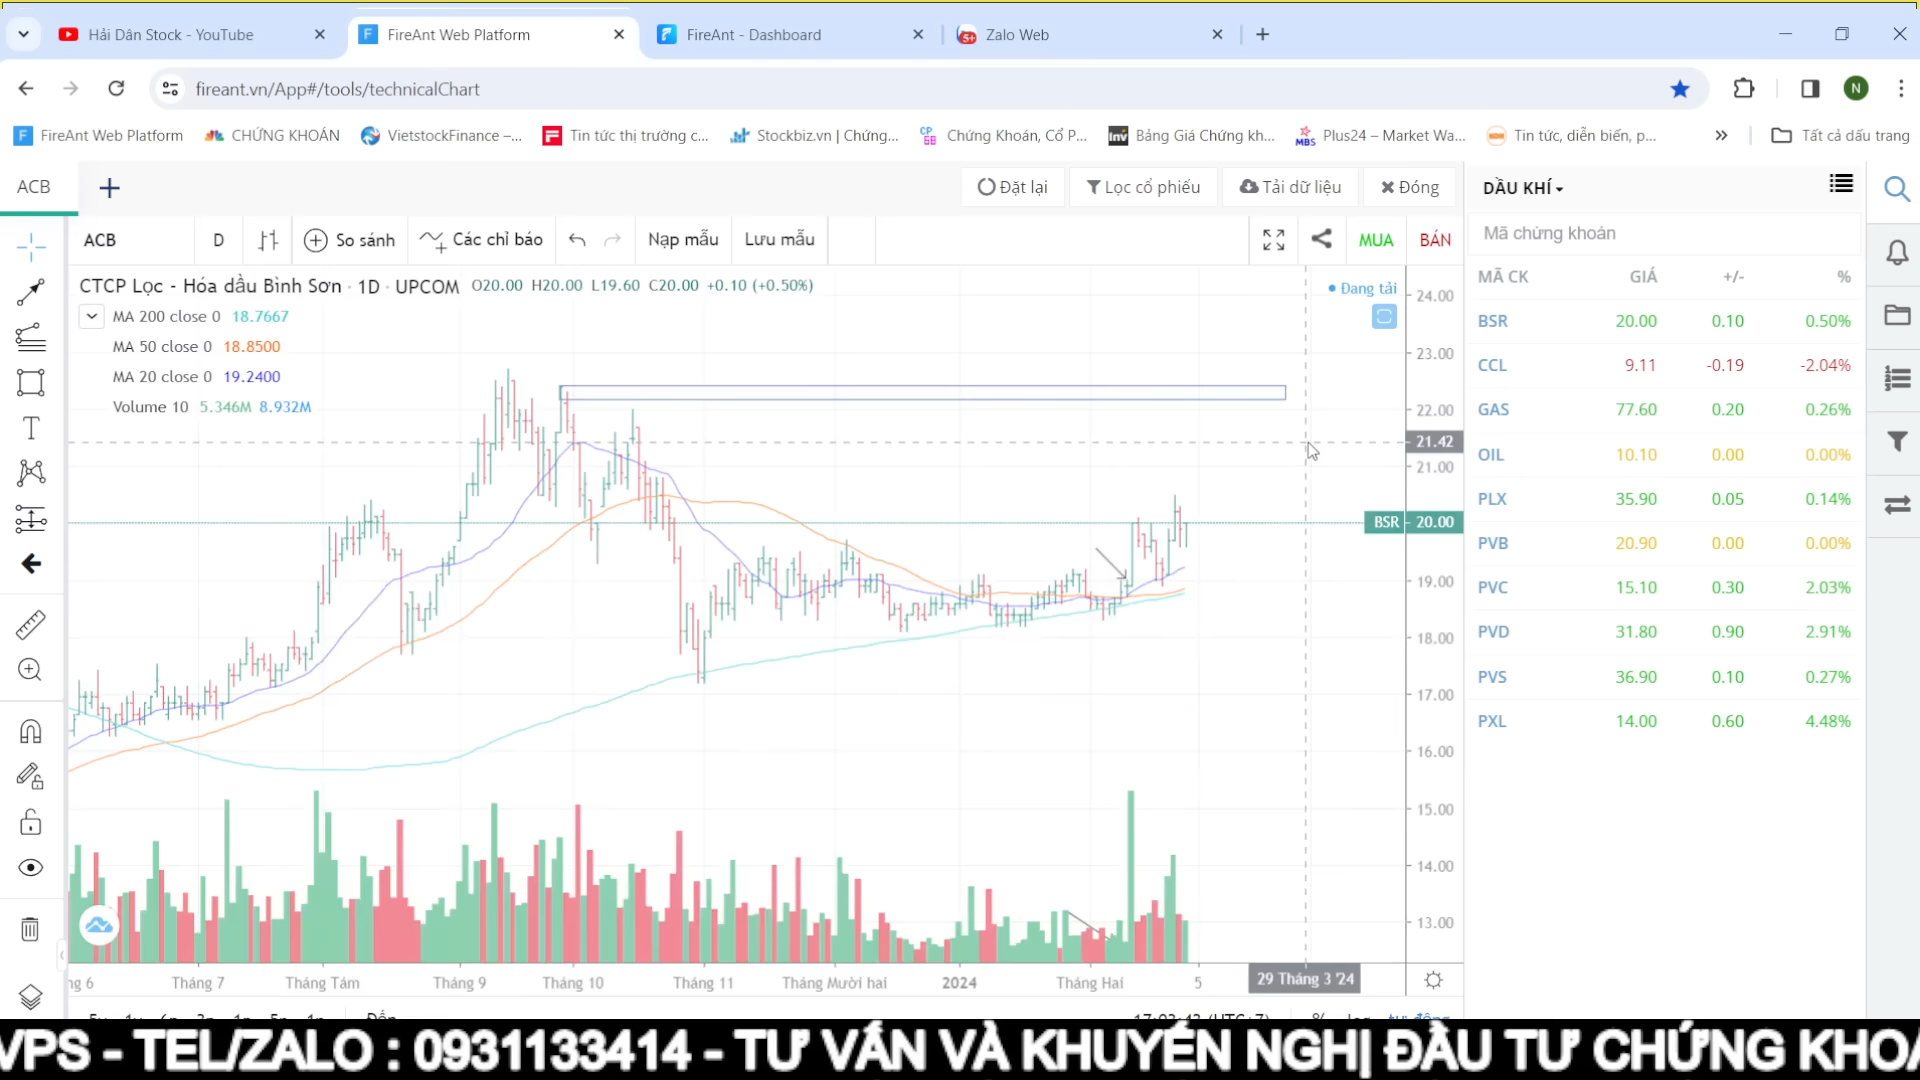 Hải Dân Stock - YouTube
FireAnt Web Platform
FireAnt - Dashboard
Zalo Web
fireant.vn/App#/tools/technicalChart
N
FireAnt Web Platform
CHỨNG KHOÁN
VietstockFinance –...
Tin tức thị trường c...
Stockbiz.vn | Chứng...
Chứng Khoán, Cổ P...
Bảng Giá Chứng kh...
Plus24 – Market Wa...
Tin tức, diễn biến, p...
Tất cả dấu trang
ACB
Đặt lại
Lọc cổ phiếu
Tải dữ liệu
Đóng
DẦU KHÍ
ACB
D
So sánh
Các chỉ báo
Nạp mẫu
Lưu mẫu
MUA
BÁN
Mã chứng khoán
CTCP Lọc - Hóa dầu Bình Sơn · 1D · UPCOM O20.00 H20.00 L19.60 C20.00 +0.10 (+0.50%)
Đang tải
MA 200 close 0 18.7667
MA 50 close 0 18.8500
MA 20 close 0 19.2400
Volume 10 5.346M 8.932M
24.00
23.00
22.00
21.42
21.00
BSR 20.00
19.00
18.00
17.00
16.00
15.00
14.00
13.00
MÃ CK GIÁ +/- %
BSR 20.00 0.10 0.50%
CCL 9.11 -0.19 -2.04%
GAS 77.60 0.20 0.26%
OIL 10.10 0.00 0.00%
PLX 35.90 0.05 0.14%
PVB 20.90 0.00 0.00%
PVC 15.10 0.30 2.03%
PVD 31.80 0.90 2.91%
PVS 36.90 0.10 0.27%
PXL 14.00 0.60 4.48%
ng 6 Tháng 7 Tháng Tám Tháng 9 Tháng 10 Tháng 11 Tháng Mười hai 2024 Tháng Hai 5 29 Tháng 3 '24
VPS - TEL/ZALO : 0931133414 - TƯ VẤN VÀ KHUYẾN NGHỊ ĐẦU TƯ CHỨNG KHOÁ